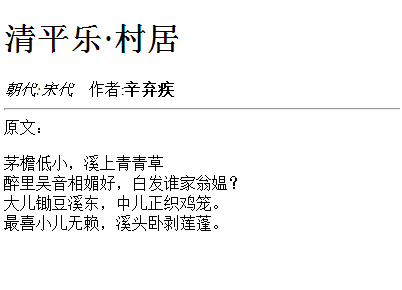 清平乐·村居
朝代:宋代 作者:辛弃疾
原文：
茅檐低小，溪上青青草
醉里吴音相媚好，白发谁家翁媪？
大儿锄豆溪东，中儿正织鸡笼。
最喜小儿无赖，溪头卧剥莲蓬。